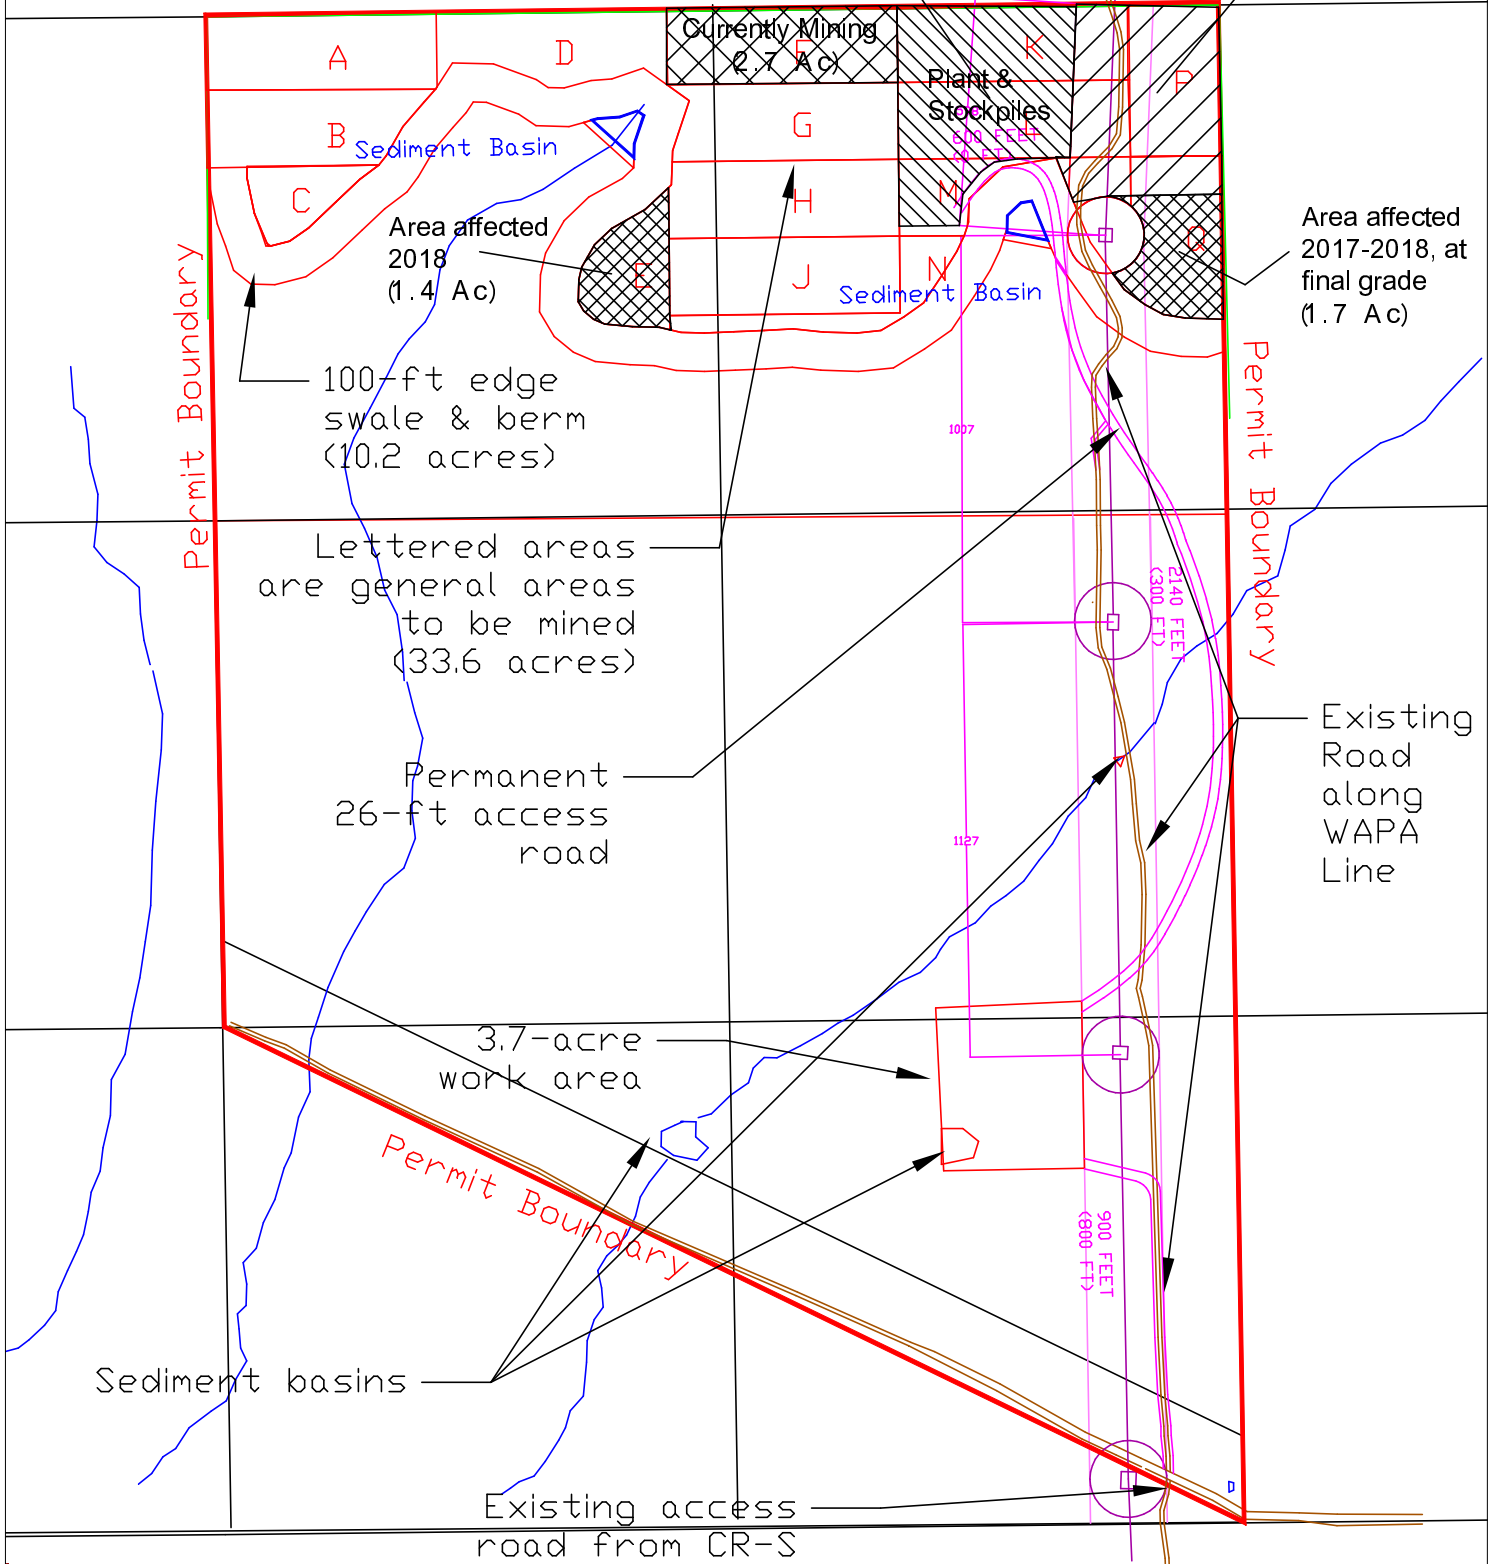 A
D
Currently Mining
F
(2.7 Ac)
K
P
Plant &
Stockpiles
B
Sediment Basin
G
L
600 FEET
(0 FT)
C
H
M
Area affected
2018
(1.4 Ac)
E
J
N
Sediment Basin
Q
Area affected
2017-2018, at
final grade
(1.7 Ac)
Permit Boundary
100-ft edge
swale & berm
(10.2 acres)
1007
Permit Boundary
Lettered areas
are general areas
to be mined
(33.6 acres)
2140 FEET
(300 FT)
Permanent
26-ft access
road
1127
Existing
Road
along
WAPA
Line
3.7-acre
work area
Permit Boundary
900 FEET
(800 FT)
Sediment basins
Existing access
road from CR-S